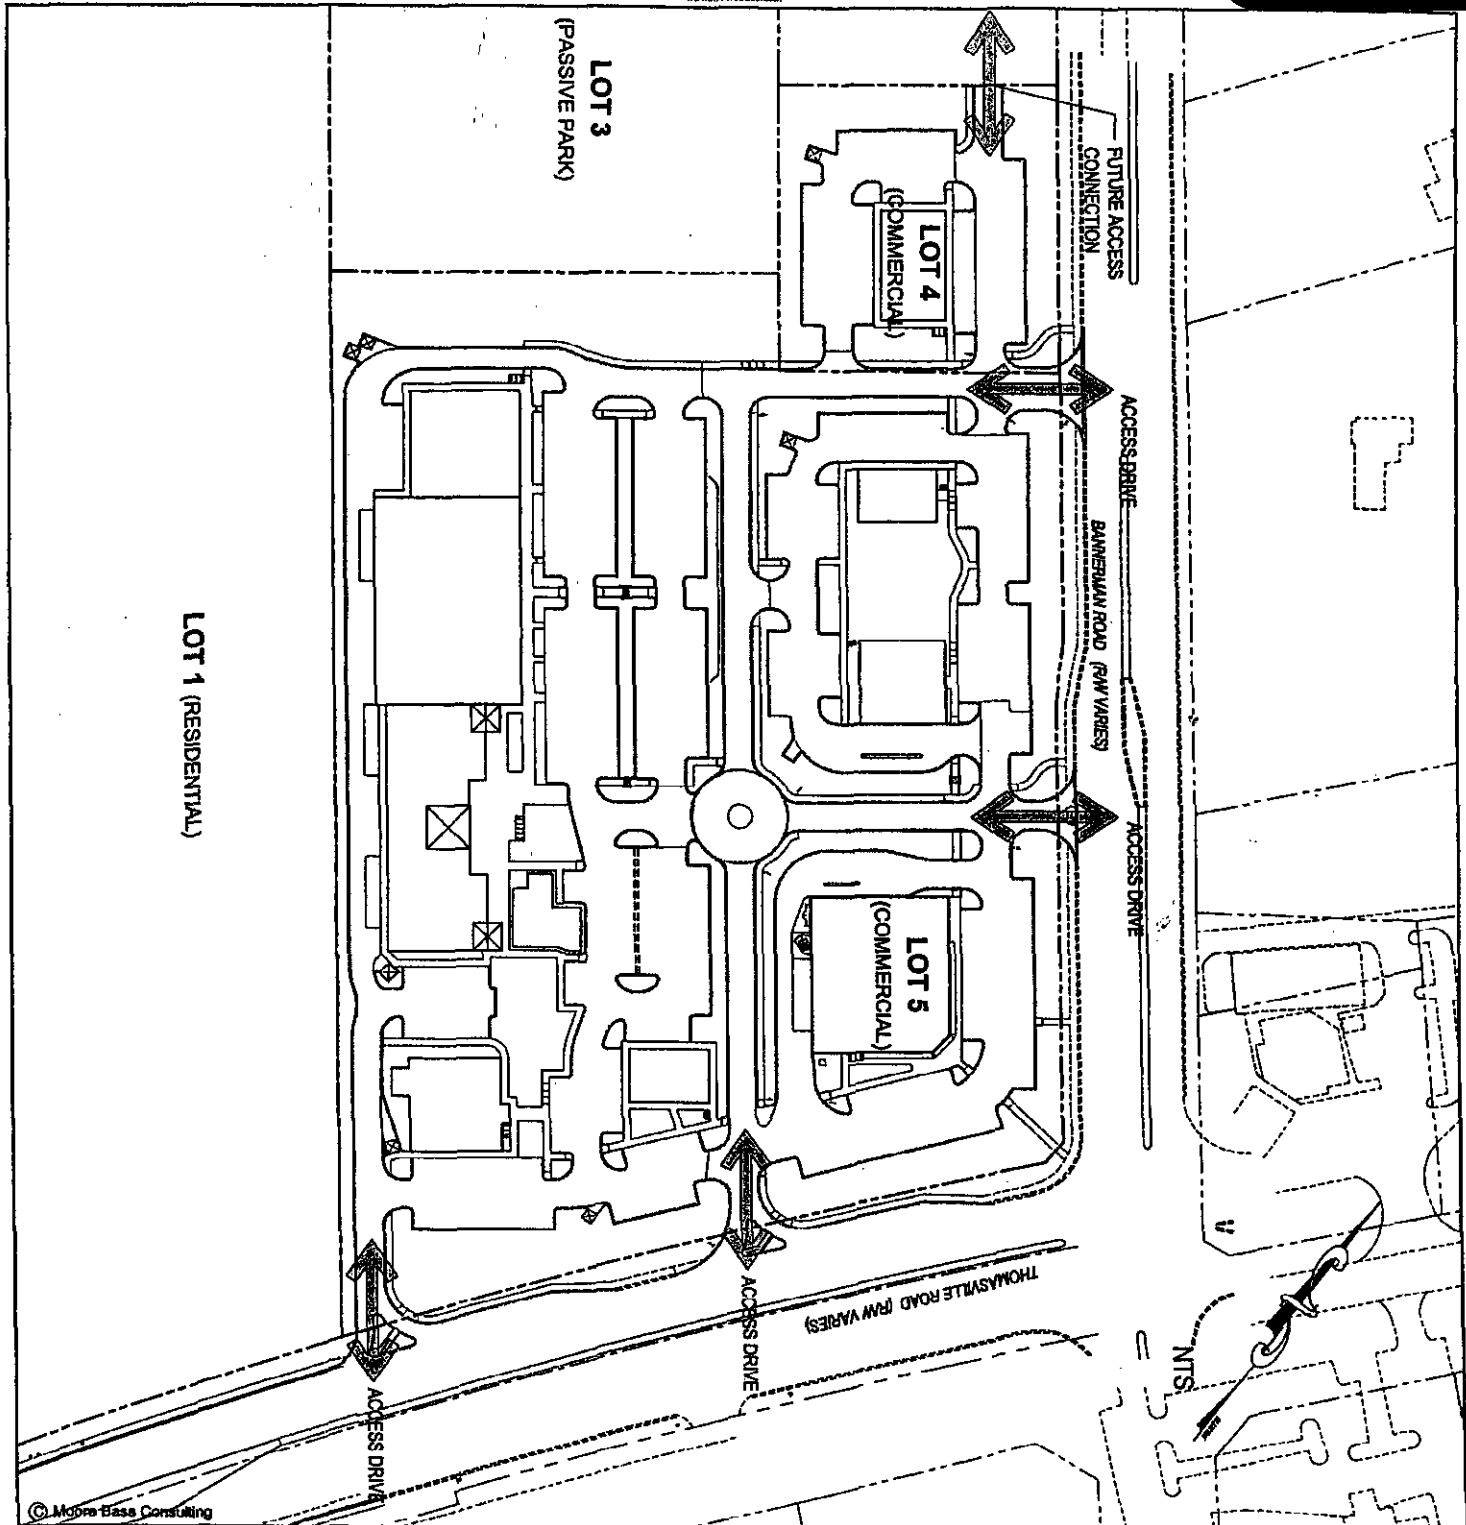 LOT 3
(PASSIVE PARK)
FUTURE ACCESS
CONNECTION
LOT 4
(COMMERCIAL)
ACCESS DRIVE
BANNERMAN ROAD (R/W VARIES)
ACCESS DRIVE
LOT 1 (RESIDENTIAL)
LOT 5
(COMMERCIAL)
THOMASVILLE ROAD (R/W VARIES)
ACCESS DRIVE
ACCESS DRIVE
NTS
© Moore Bass Consulting